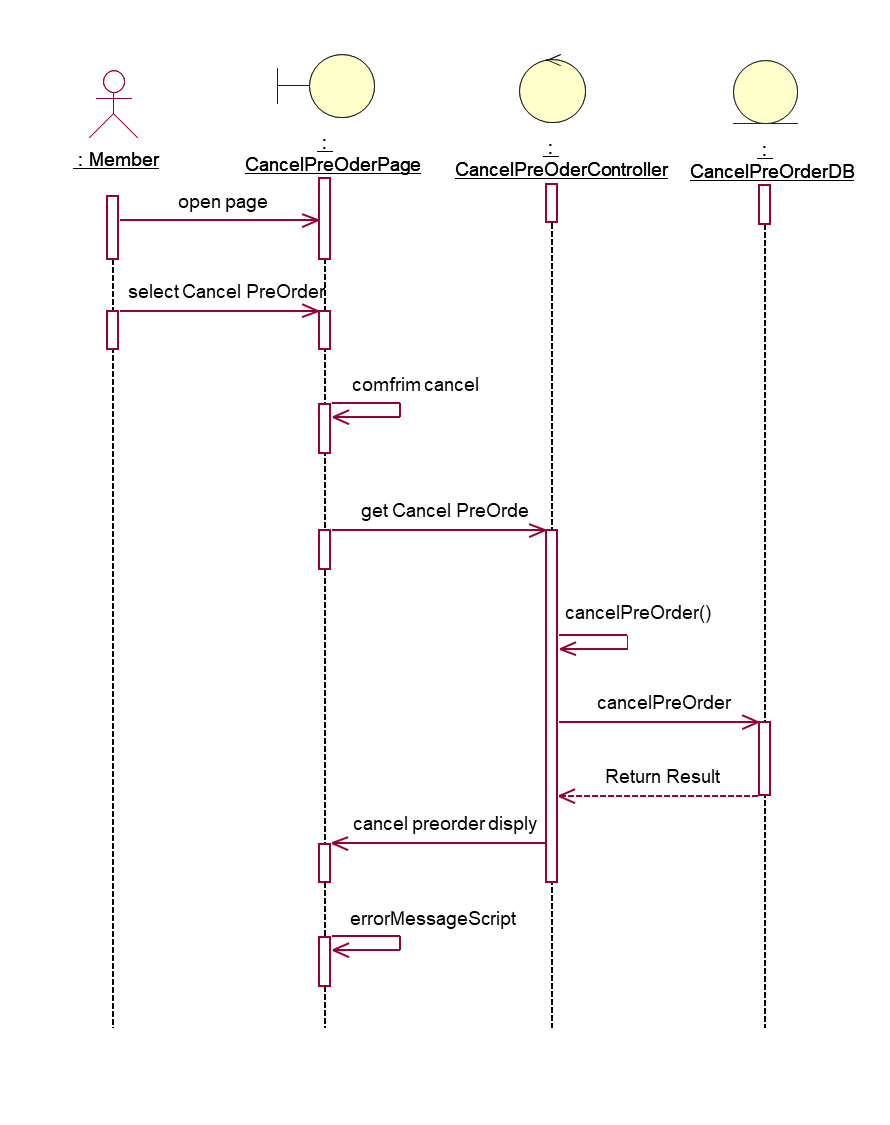 : Member
:
CancelPreOderPage
:
CancelPreOderController
:
CancelPreOrderDB
open page
select Cancel PreOrder
comfrim cancel
get Cancel PreOrde
cancelPreOrder()
cancelPreOrder
Return Result
cancel preorder disply
errorMessageScript